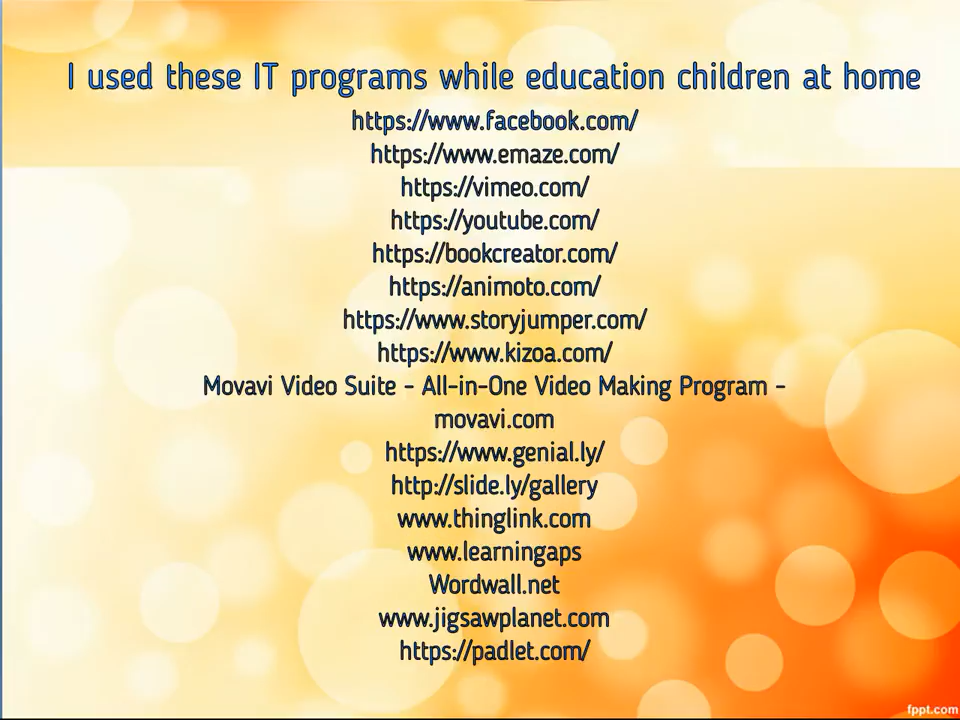 I used these IT programs while education children at home
https://www.facebook.com/
https://www.emaze.com/
https://vimeo.com/
https://youtube.com/
https://bookcreator.com/
https://animoto.com/
https://www.storyjumper.com/
https://www.kizoa.com/
Movavi Video Suite - All-in-One Video Making Program -
movavi.com
https://www.genial.ly/
http://slide.ly/gallery
www.thinglink.com
www.learningaps
Wordwall.net
www.jigsawplanet.com
https://padlet.com/
fppt.com